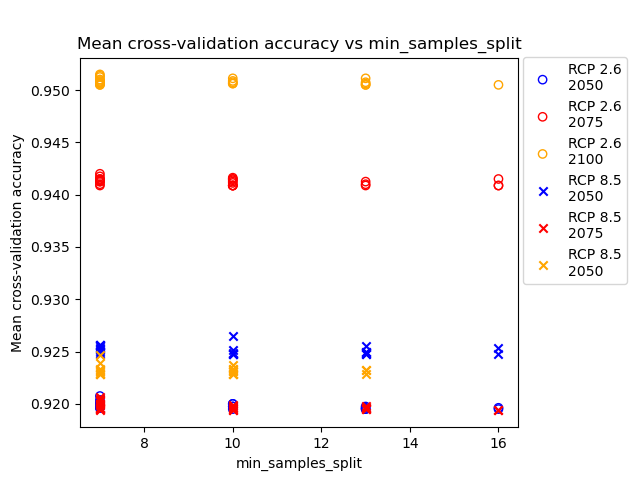 Mean cross-validation accuracy vs min_samples_split
0.950
0.945
0.940
0.935
0.930
0.925
0.920
Mean cross-validation accuracy
8
10
12
14
16
min_samples_split
RCP 2.6
2050
RCP 2.6
2075
RCP 2.6
2100
RCP 8.5
2050
RCP 8.5
2075
RCP 8.5
2050